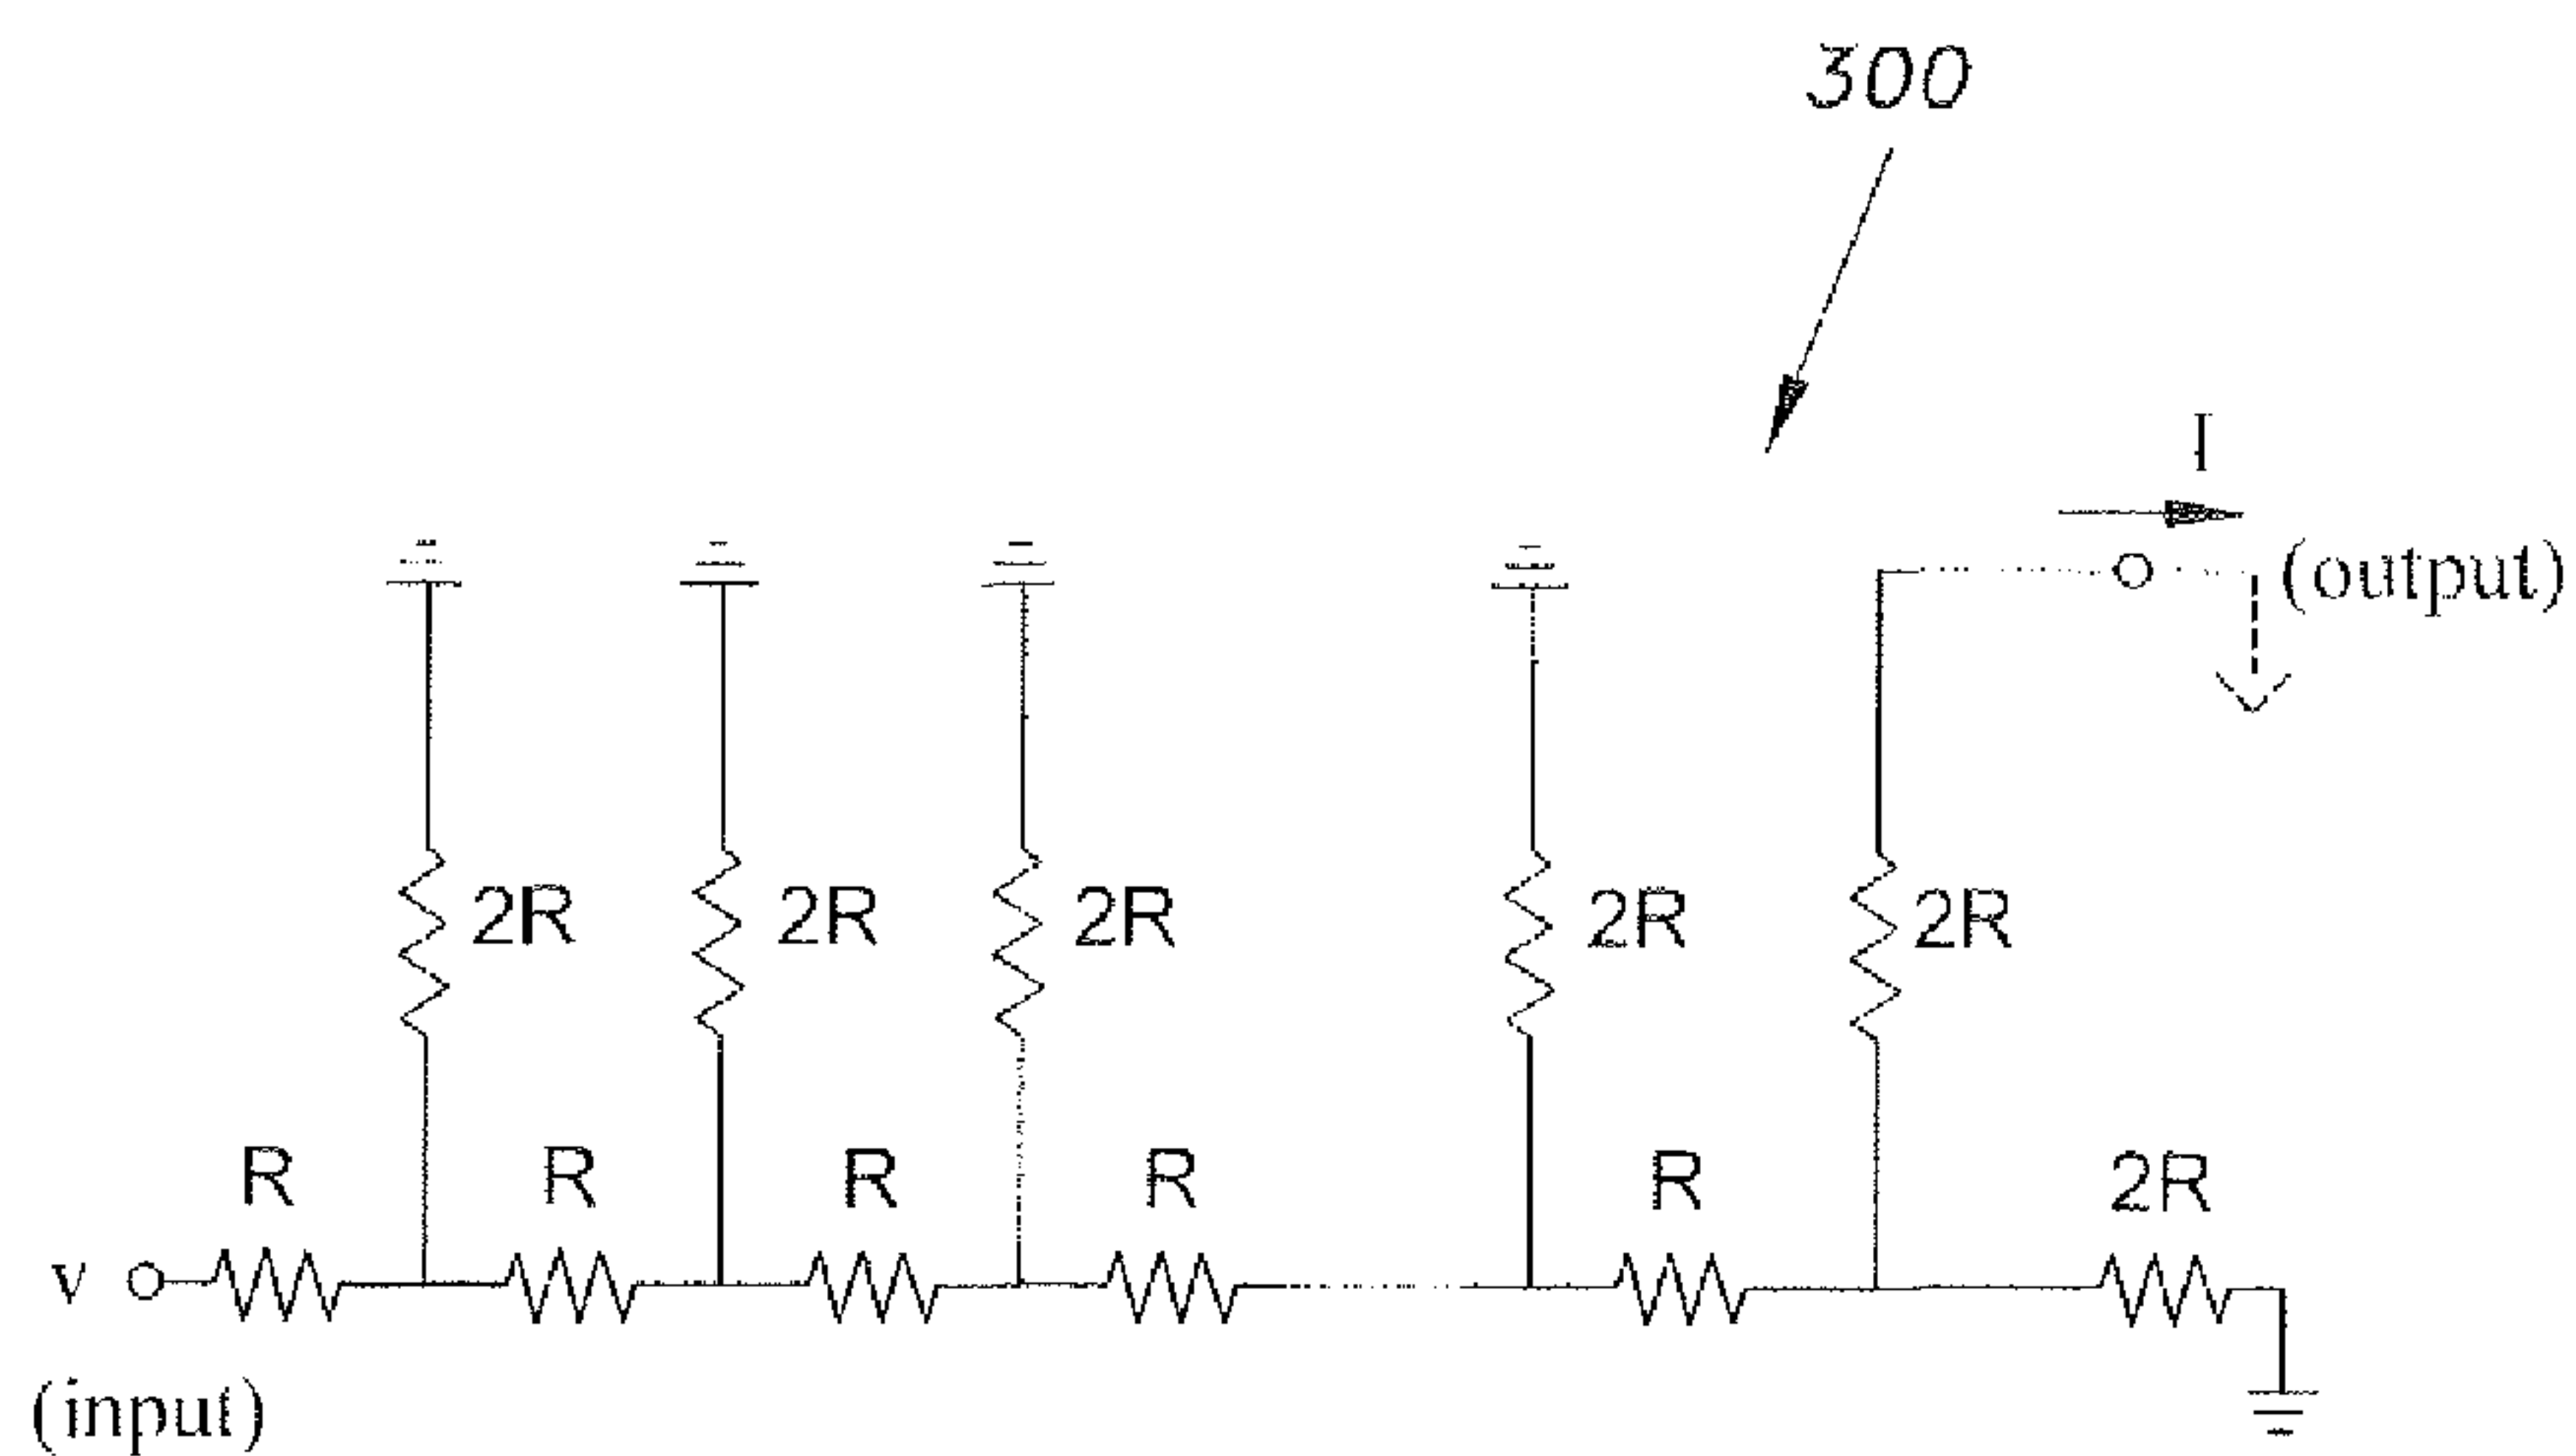 300
I
(output)
2R 2R 2R 2R 2R
R R R R R 2R
v
(input)